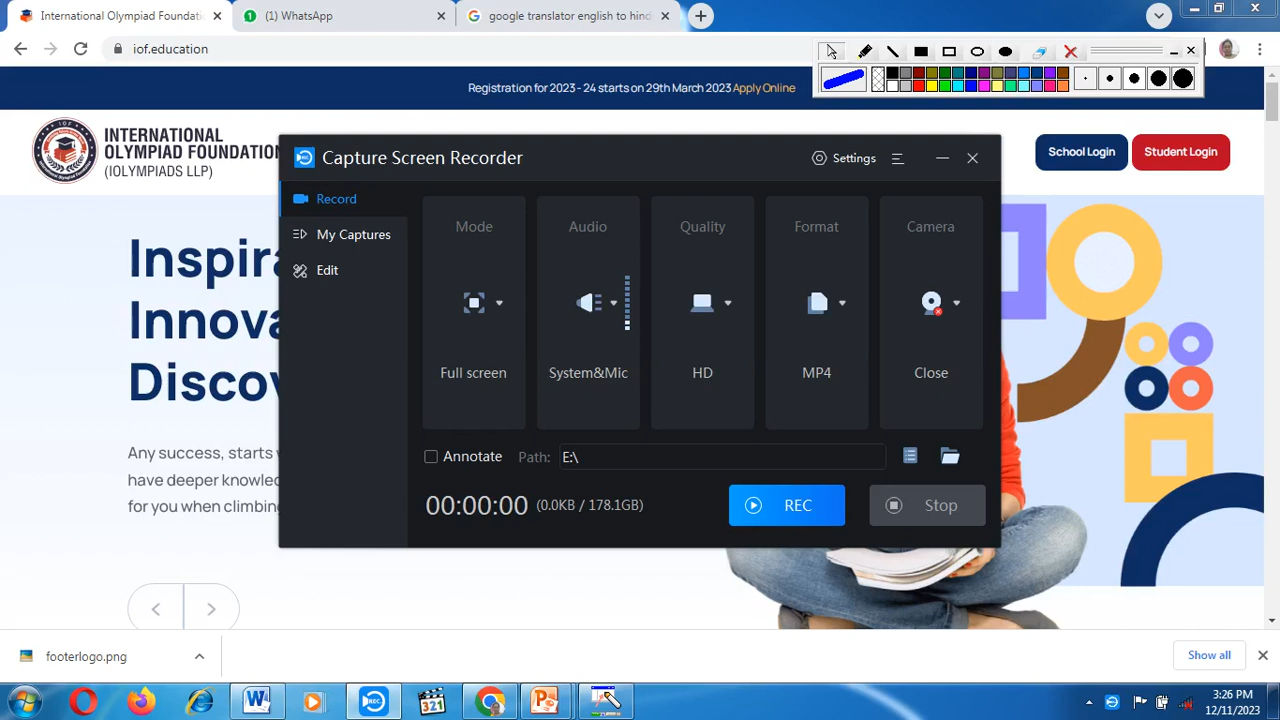 International Olympiad Foundati
(1) WhatsApp
google translator english to hind
iof.education
Registration for 2023 - 24 starts on 29th March 2023 Apply Online
INTERNATIONAL
OLYMPIAD FOUNDATION
(IOLYMPIADS LLP)
School Login
Student Login
Capture Screen Recorder
Settings
Record
My Captures
Edit
Mode
Audio
Quality
Format
Camera
Full screen
System&Mic
HD
MP4
Close
Annotate Path: E:\
00:00:00 (0.0KB / 178.1GB)
REC
Stop
Inspira
Innova
Discov
Any success, starts w
have deeper knowled
for you when climbin
footerlogo.png
Show all
321
3:26 PM
12/11/2023